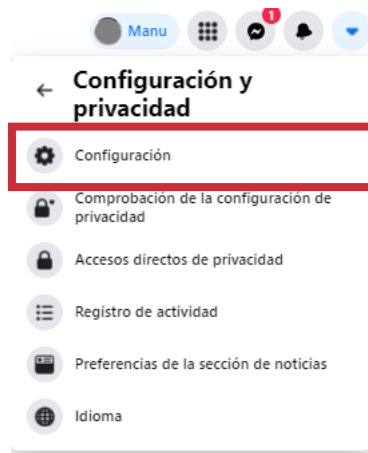 Manu
1
Configuración y
privacidad
Configuración
Comprobación de la configuración de
privacidad
Accesos directos de privacidad
Registro de actividad
Preferencias de la sección de noticias
Idioma